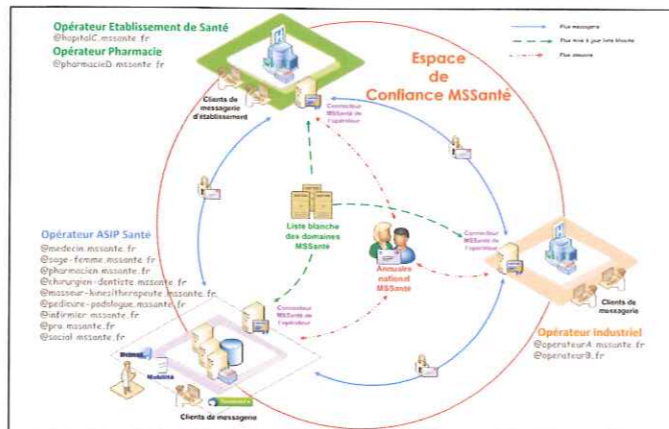 Opérateur Etablissement de Santé
@hopitalC.mssante.fr
Opérateur Pharmacie
@pharmacieD.mssante.fr
Flux messagerie
Flux mise à jour liste blanche
Flux annuaire
Espace
de
Confiance MSSanté
Clients de
messagerie
d'établissement
Connecteur
MSSanté de
l'opérateur
Liste blanche
des domaines
MSSanté
Annuaire
national
MSSanté
Connecteur
MSSanté de
l'opérateur
Clients de
messagerie
Opérateur industriel
@operateurA.mssante.fr
@operateurB.fr
Opérateur ASIP Santé
@medecin.mssante.fr
@sage-femme.mssante.fr
@pharmacien.mssante.fr
@chirurgien-dentiste.mssante.fr
@masseur-kinesitherapeute.mssante.fr
@pedicure-podologue.mssante.fr
@infirmier.mssante.fr
@pro.mssante.fr
@social.mssante.fr
Connecteur
MSSanté de
l'opérateur
Webmail
Mobilité
Clients de messagerie